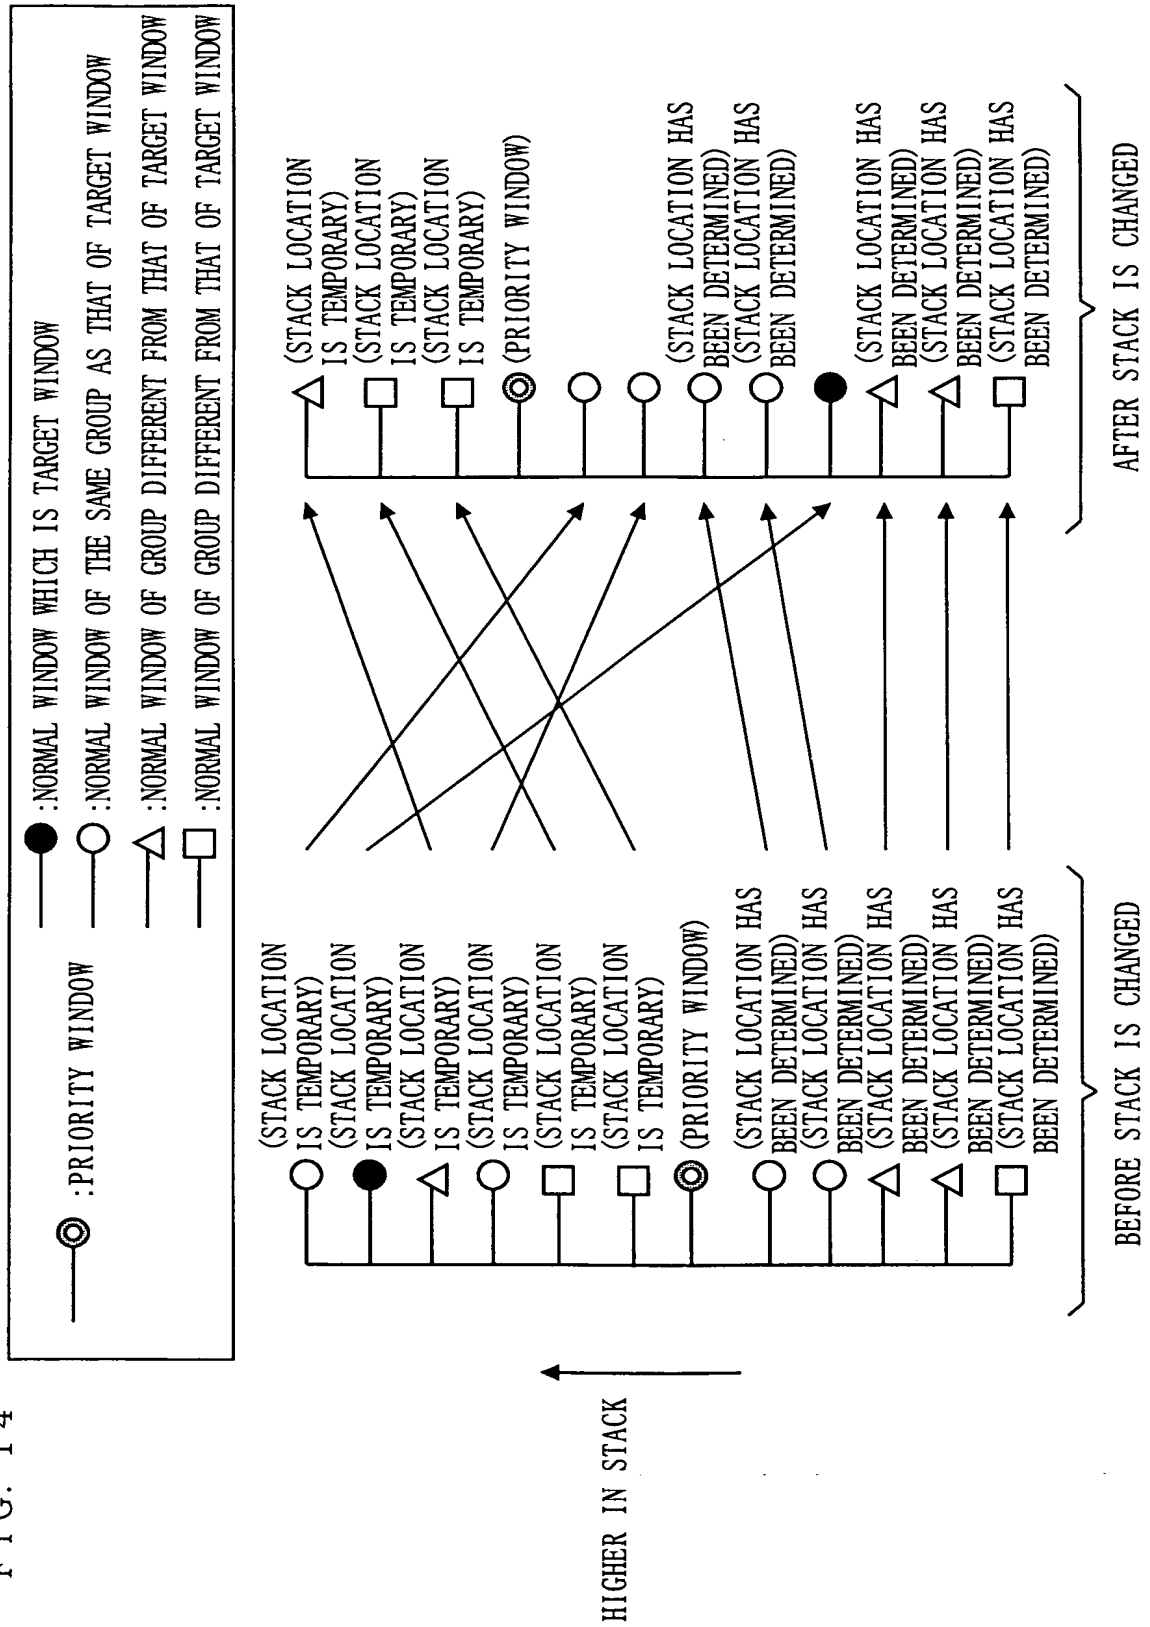 FIG. 14
:PRIORITY WINDOW
:NORMAL WINDOW WHICH IS TARGET WINDOW
:NORMAL WINDOW OF THE SAME GROUP AS THAT OF TARGET WINDOW
:NORMAL WINDOW OF GROUP DIFFERENT FROM THAT OF TARGET WINDOW
:NORMAL WINDOW OF GROUP DIFFERENT FROM THAT OF TARGET WINDOW
HIGHER IN STACK
(STACK LOCATION
IS TEMPORARY)
(STACK LOCATION
IS TEMPORARY)
(STACK LOCATION
IS TEMPORARY)
(STACK LOCATION
IS TEMPORARY)
(STACK LOCATION
IS TEMPORARY)
(STACK LOCATION
IS TEMPORARY)
(PRIORITY WINDOW)
(STACK LOCATION HAS
BEEN DETERMINED)
(STACK LOCATION HAS
BEEN DETERMINED)
(STACK LOCATION HAS
BEEN DETERMINED)
(STACK LOCATION HAS
BEEN DETERMINED)
(STACK LOCATION HAS
BEEN DETERMINED)
BEFORE STACK IS CHANGED
(STACK LOCATION
IS TEMPORARY)
(STACK LOCATION
IS TEMPORARY)
(STACK LOCATION
IS TEMPORARY)
(PRIORITY WINDOW)
(STACK LOCATION HAS
BEEN DETERMINED)
(STACK LOCATION HAS
BEEN DETERMINED)
(STACK LOCATION HAS
BEEN DETERMINED)
(STACK LOCATION HAS
BEEN DETERMINED)
(STACK LOCATION HAS
BEEN DETERMINED)
AFTER STACK IS CHANGED